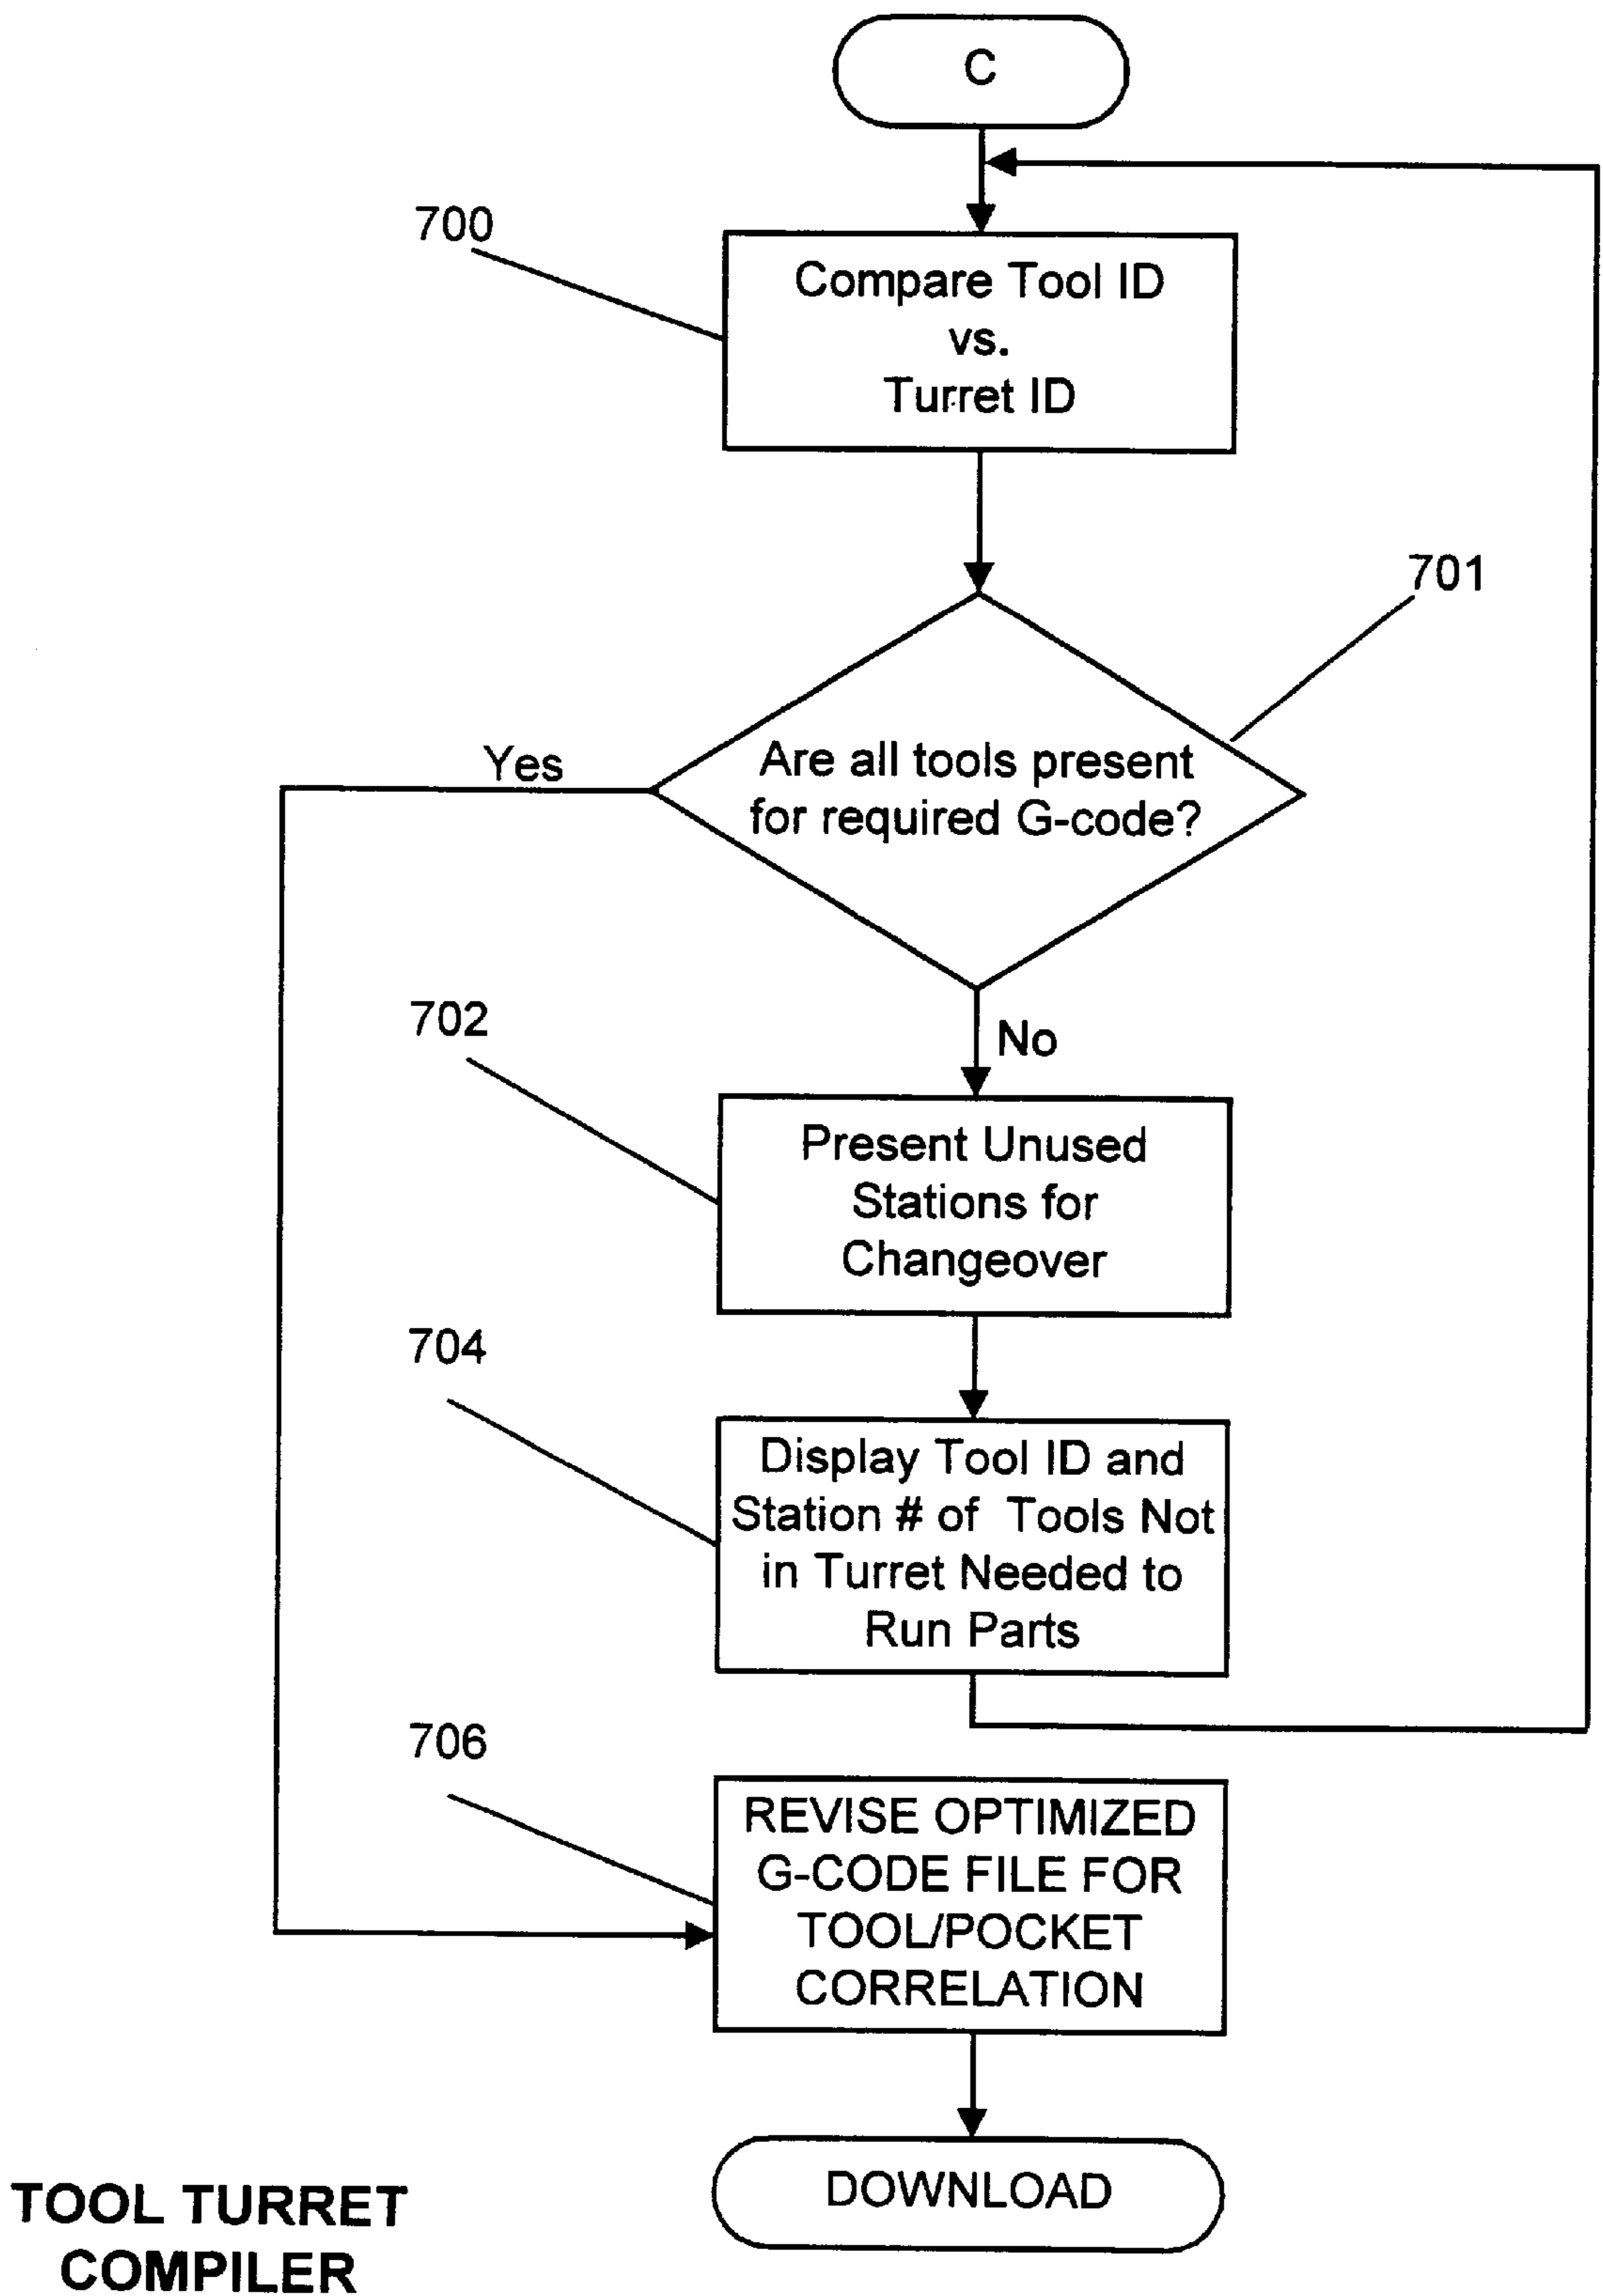 C
700
Compare Tool ID
vs.
Turret ID
701
Yes
Are all tools present
for required G-code?
702
No
Present Unused
Stations for
Changeover
704
Display Tool ID and
Station # of Tools Not
in Turret Needed to
Run Parts
706
REVISE OPTIMIZED
G-CODE FILE FOR
TOOL/POCKET
CORRELATION
DOWNLOAD
TOOL TURRET
COMPILER